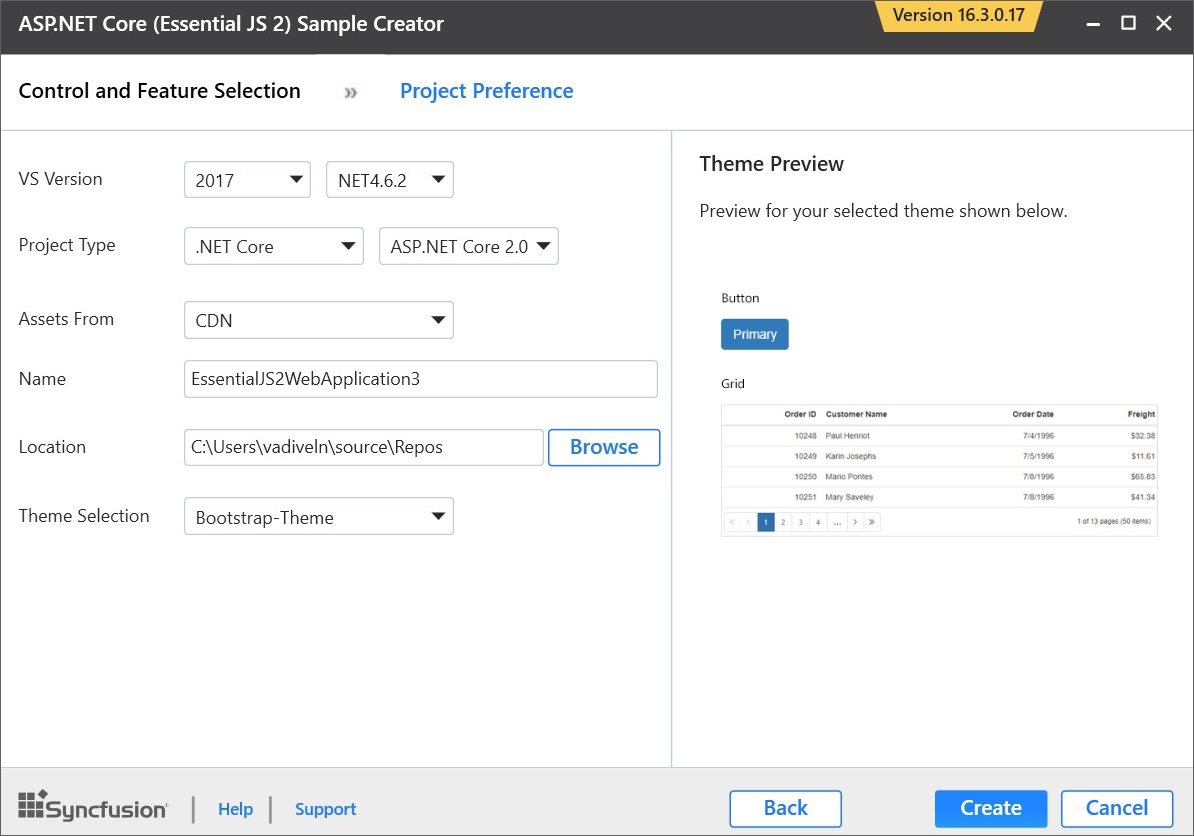 ASP.NET Core (Essential JS 2) Sample Creator
Version 16.3.0.17
Control and Feature Selection » Project Preference
VS Version 2017 NET4.6.2
Project Type .NET Core ASP.NET Core 2.0
Assets From CDN
Name EssentialJS2WebApplication3
Location C:\Users\vadiveln\source\Repos Browse
Theme Selection Bootstrap-Theme
Theme Preview
Preview for your selected theme shown below.
Button
Primary
Grid
Order ID Customer Name Order Date Freight
10248 Paul Henriot 7/4/1996 $32.38
10249 Karin Josephs 7/5/1996 $11.61
10250 Mario Pontes 7/8/1996 $65.83
10251 Mary Saveley 7/8/1996 $41.34
« ‹ 1 2 3 4 ... › » 1 of 13 pages (50 items)
Syncfusion | Help | Support Back Create Cancel